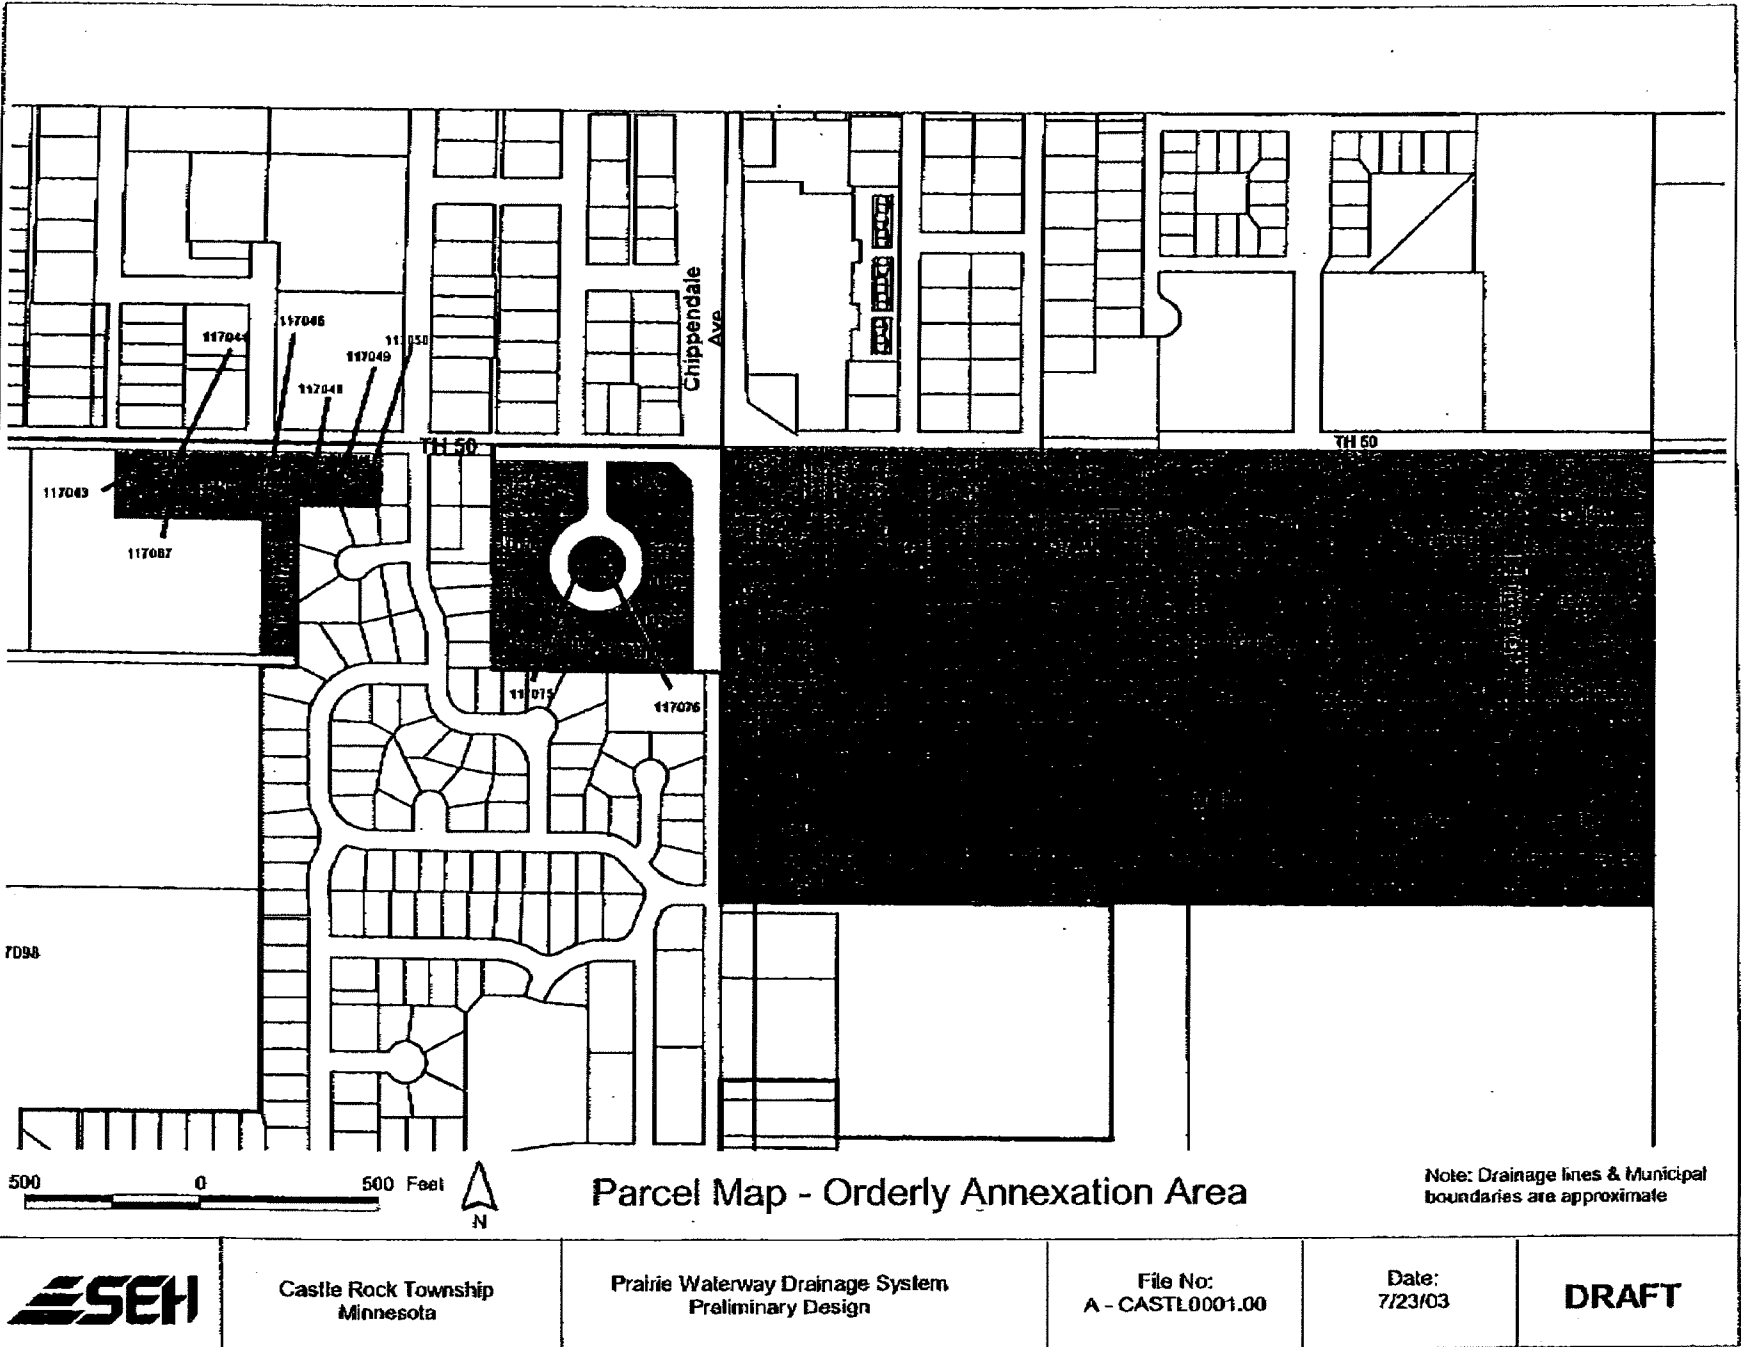 Chippendale
Ave
117044
117046
117049
117048
TH 50
TH 50
117043
117087
117075
117076
7098
500 0 500 Feet
N
Parcel Map - Orderly Annexation Area
Note: Drainage lines & Municipal
boundaries are approximate
SEH
Castle Rock Township
Minnesota
Prairie Waterway Drainage System
Preliminary Design
File No:
A - CASTL0001.00
Date:
7/23/03
DRAFT